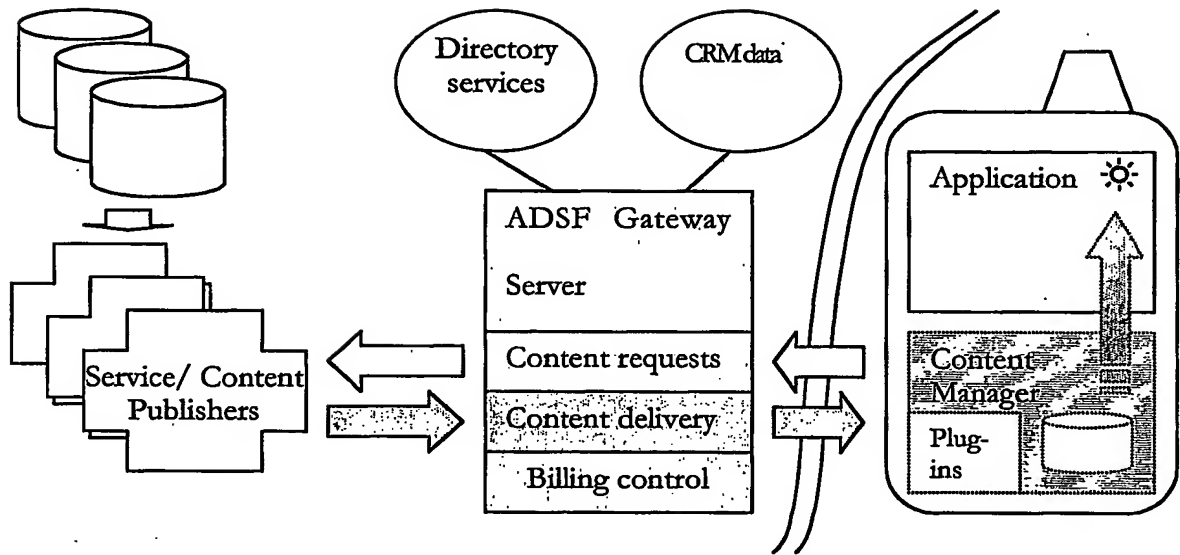 Directory
services
CRM data
ADSF Gateway
Server
Content requests
Content delivery
Billing control
Service/ Content
Publishers
Application
Content
Manager
Plug-
ins